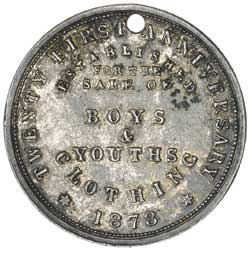 TWENTY FIRST ANNIVERSARY
ESTABLISHED
FOR THE
SALE OF
BOYS
&
YOUTHS
CLOTHING
1878